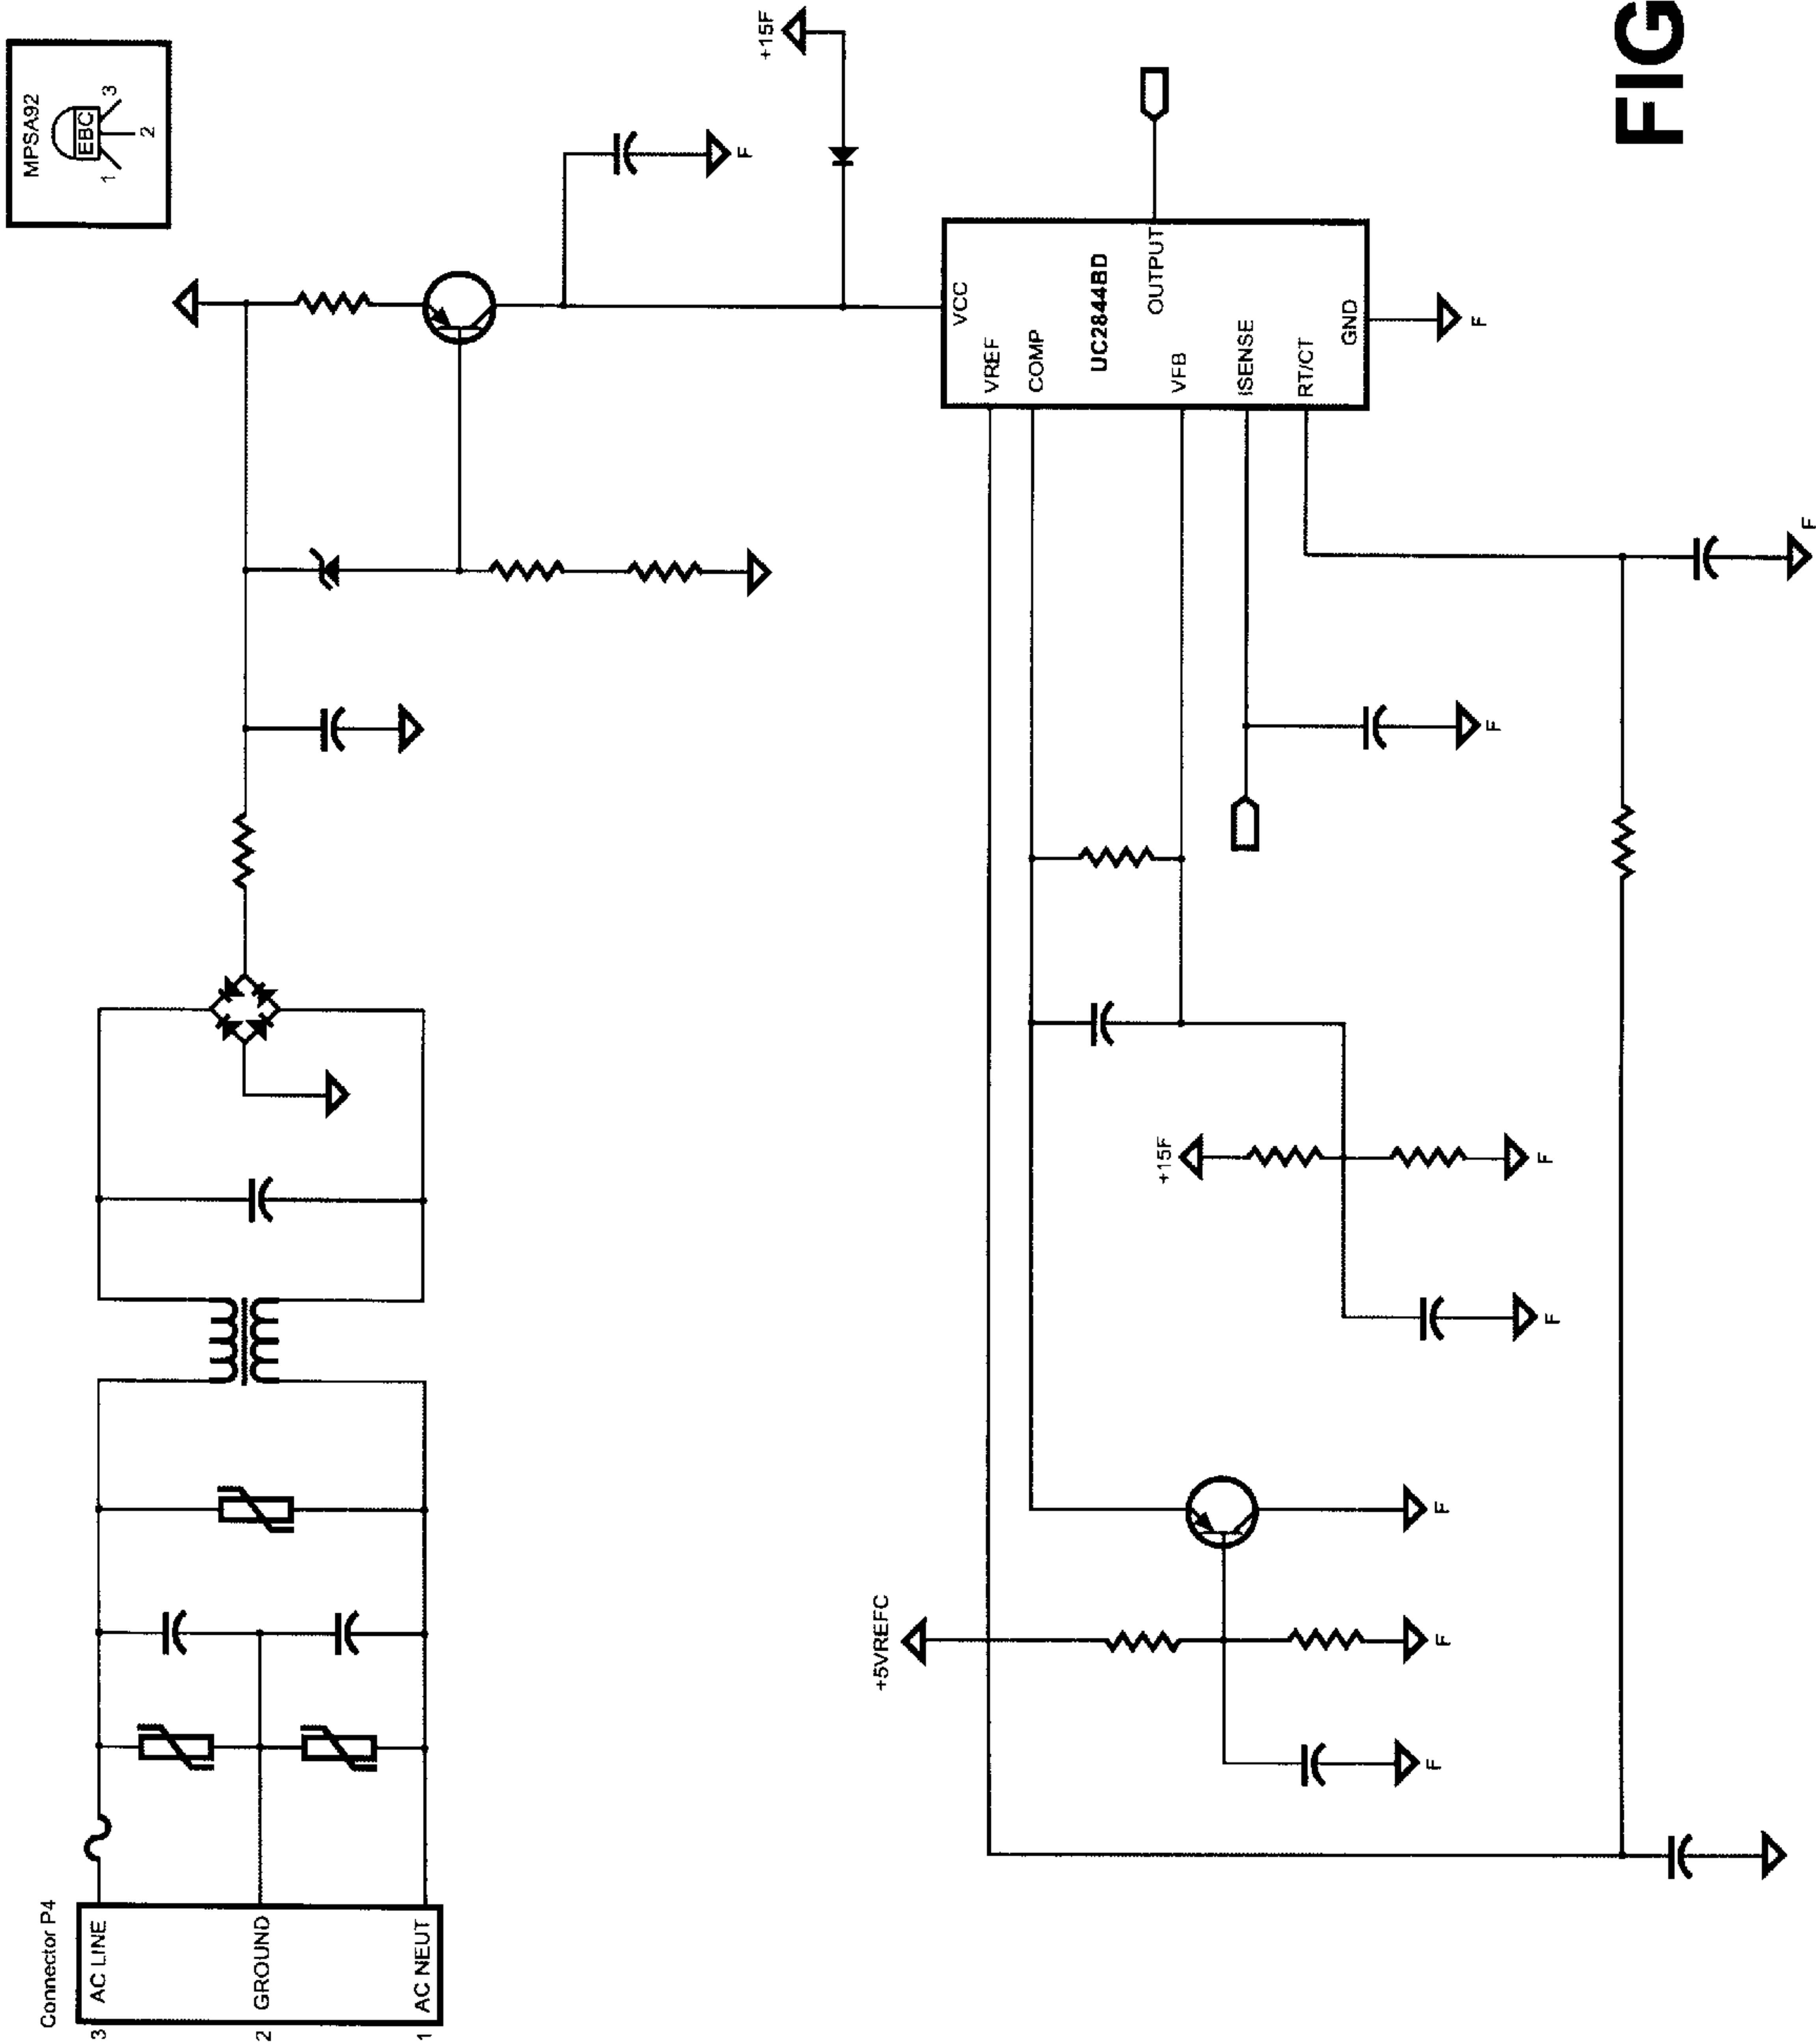 Connector P4
3 AC LINE
2 GROUND
1 AC NEUT
MPSA92
EBC
1
2
3
+15F
F
VCC
VREF
COMP
UC2844BD
OUTPUT
VFB
ISENSE
RT/CT
GND
F
F
F
+15F
F
F
+5VREFC
F
F
F
FIG